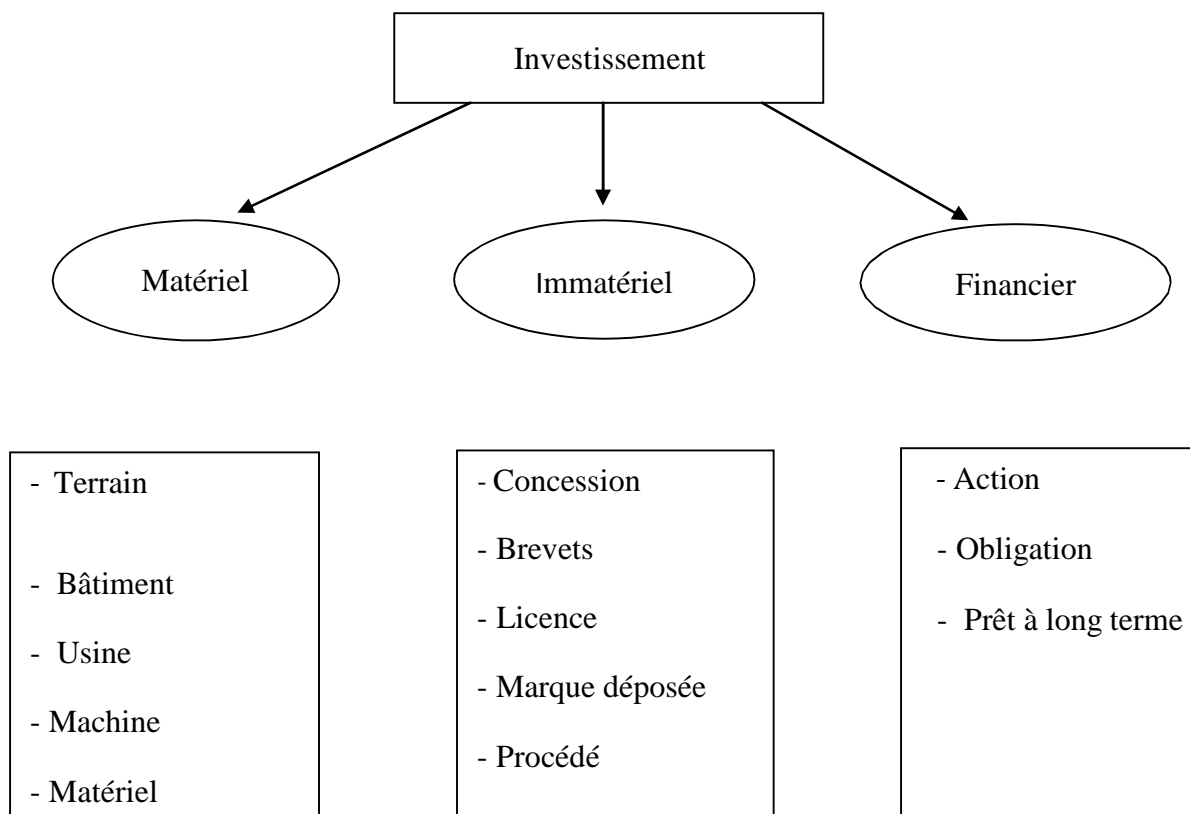 Investissement
Matériel
Immatériel
Financier
- Terrain
- Bâtiment
- Usine
- Machine
- Matériel
- Concession
- Brevets
- Licence
- Marque déposée
- Procédé
- Action
- Obligation
- Prêt à long terme